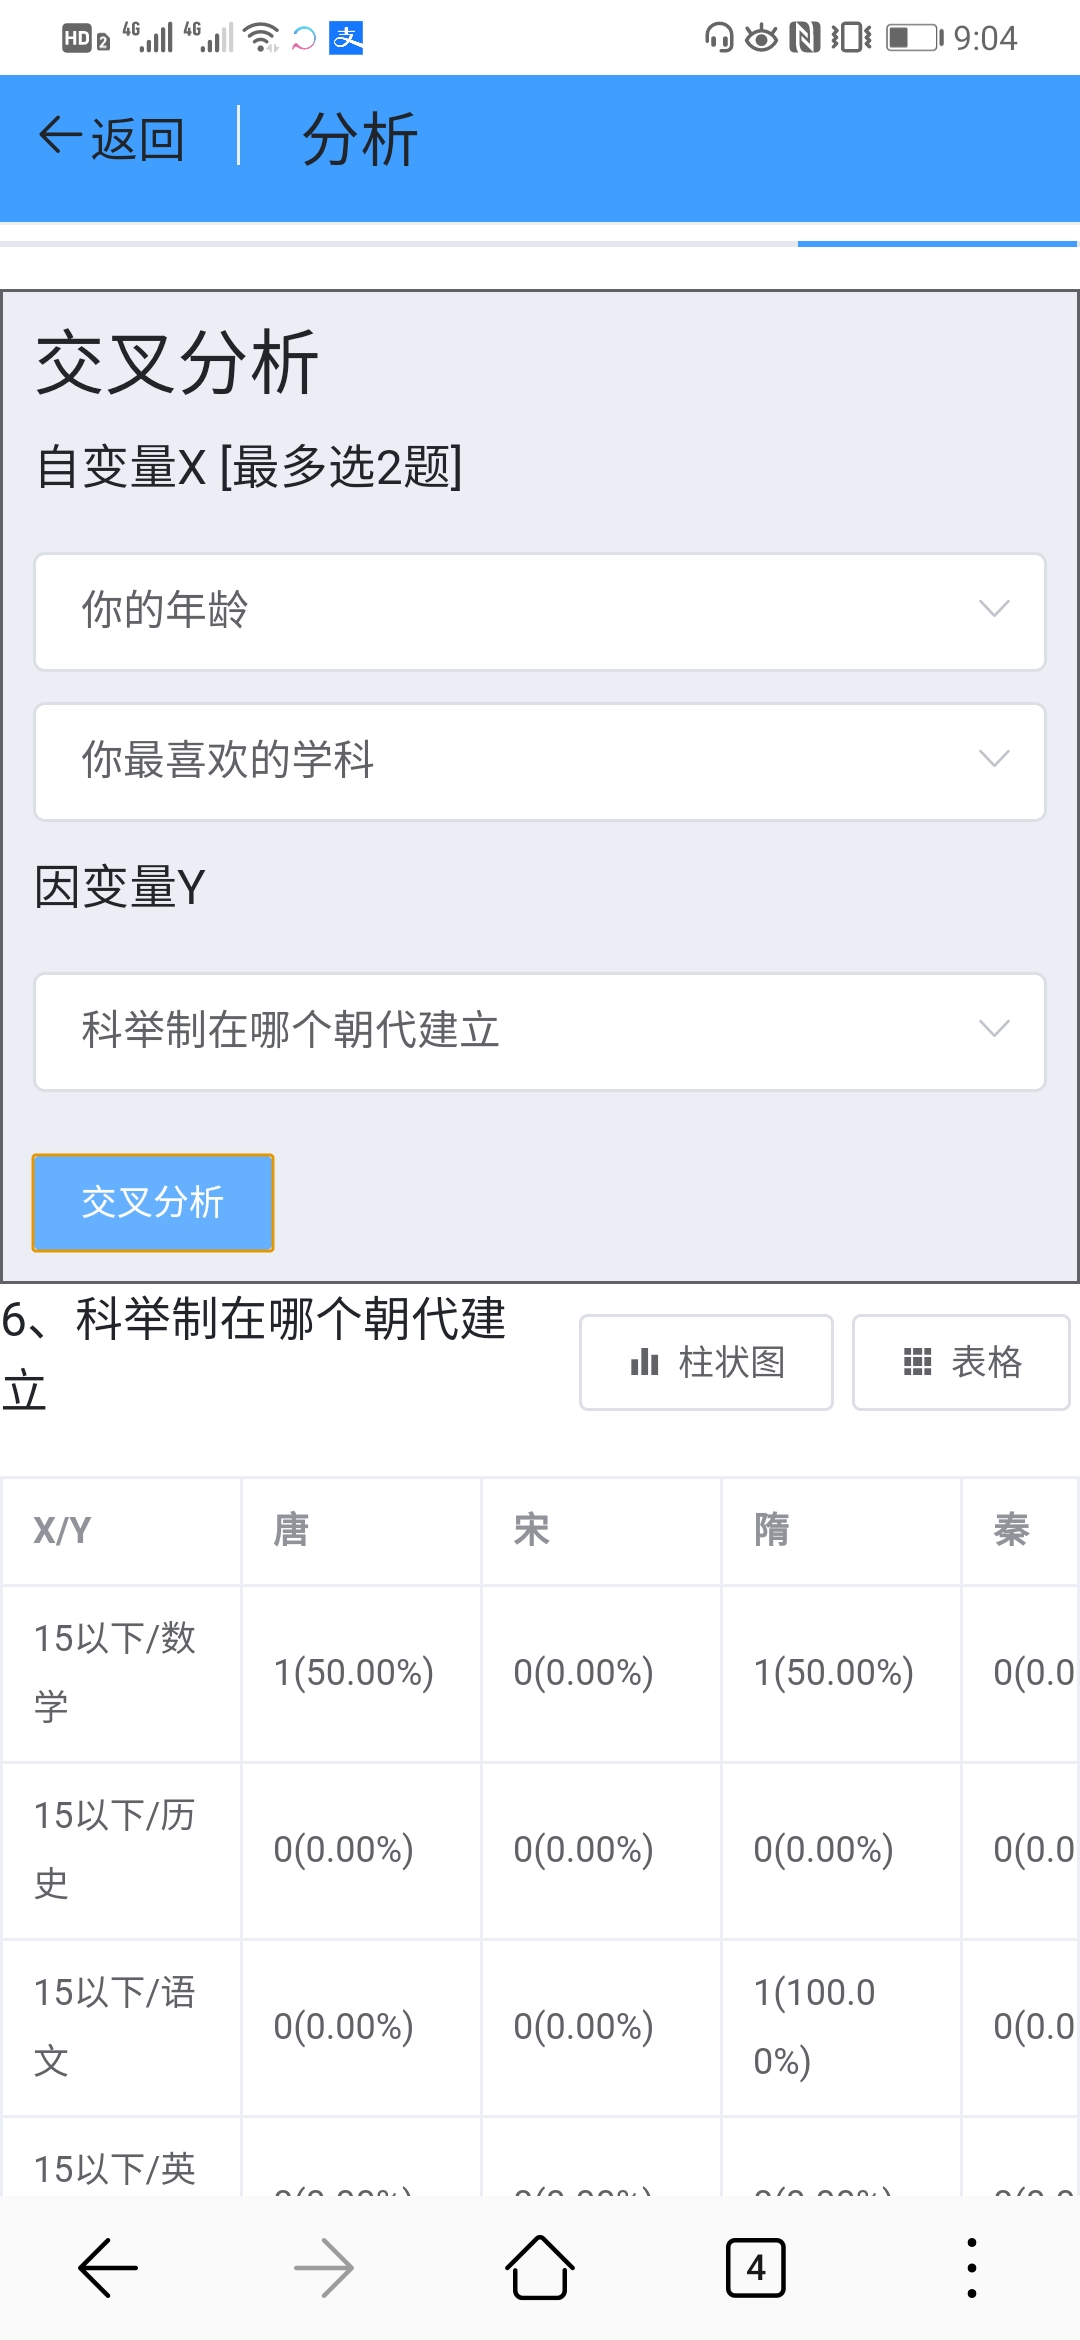 HD 2 4G 4G 支 9:04
返回 分析
交叉分析
自变量X [最多选2题]
你的年龄
你最喜欢的学科
因变量Y
科举制在哪个朝代建立
交叉分析
6、科举制在哪个朝代建
立
柱状图 表格
X/Y 唐 宋 隋 秦
15以下/数
学
1(50.00%) 0(0.00%) 1(50.00%) 0(0.0
15以下/历
史
0(0.00%) 0(0.00%) 0(0.00%) 0(0.0
15以下/语
文
0(0.00%) 0(0.00%) 1(100.0
0%) 0(0.0
15以下/英
4